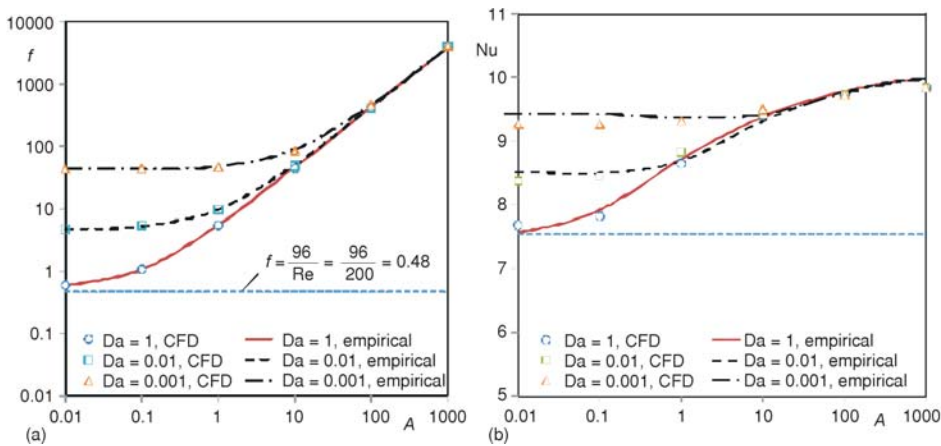 10000
f
1000
100
10
1
0.1
0.01
f = 96/Re = 96/200 = 0.48
Da = 1, CFD
Da = 1, empirical
Da = 0.01, CFD
Da = 0.01, empirical
Da = 0.001, CFD
Da = 0.001, empirical
0.01 0.1 1 10 100 1000
(a)
A
11
Nu
10
9
8
7
6
5
Da = 1, CFD
Da = 1, empirical
Da = 0.01, CFD
Da = 0.01, empirical
Da = 0.001, CFD
Da = 0.001, empirical
0.01 0.1 1 10 100 1000
(b)
A